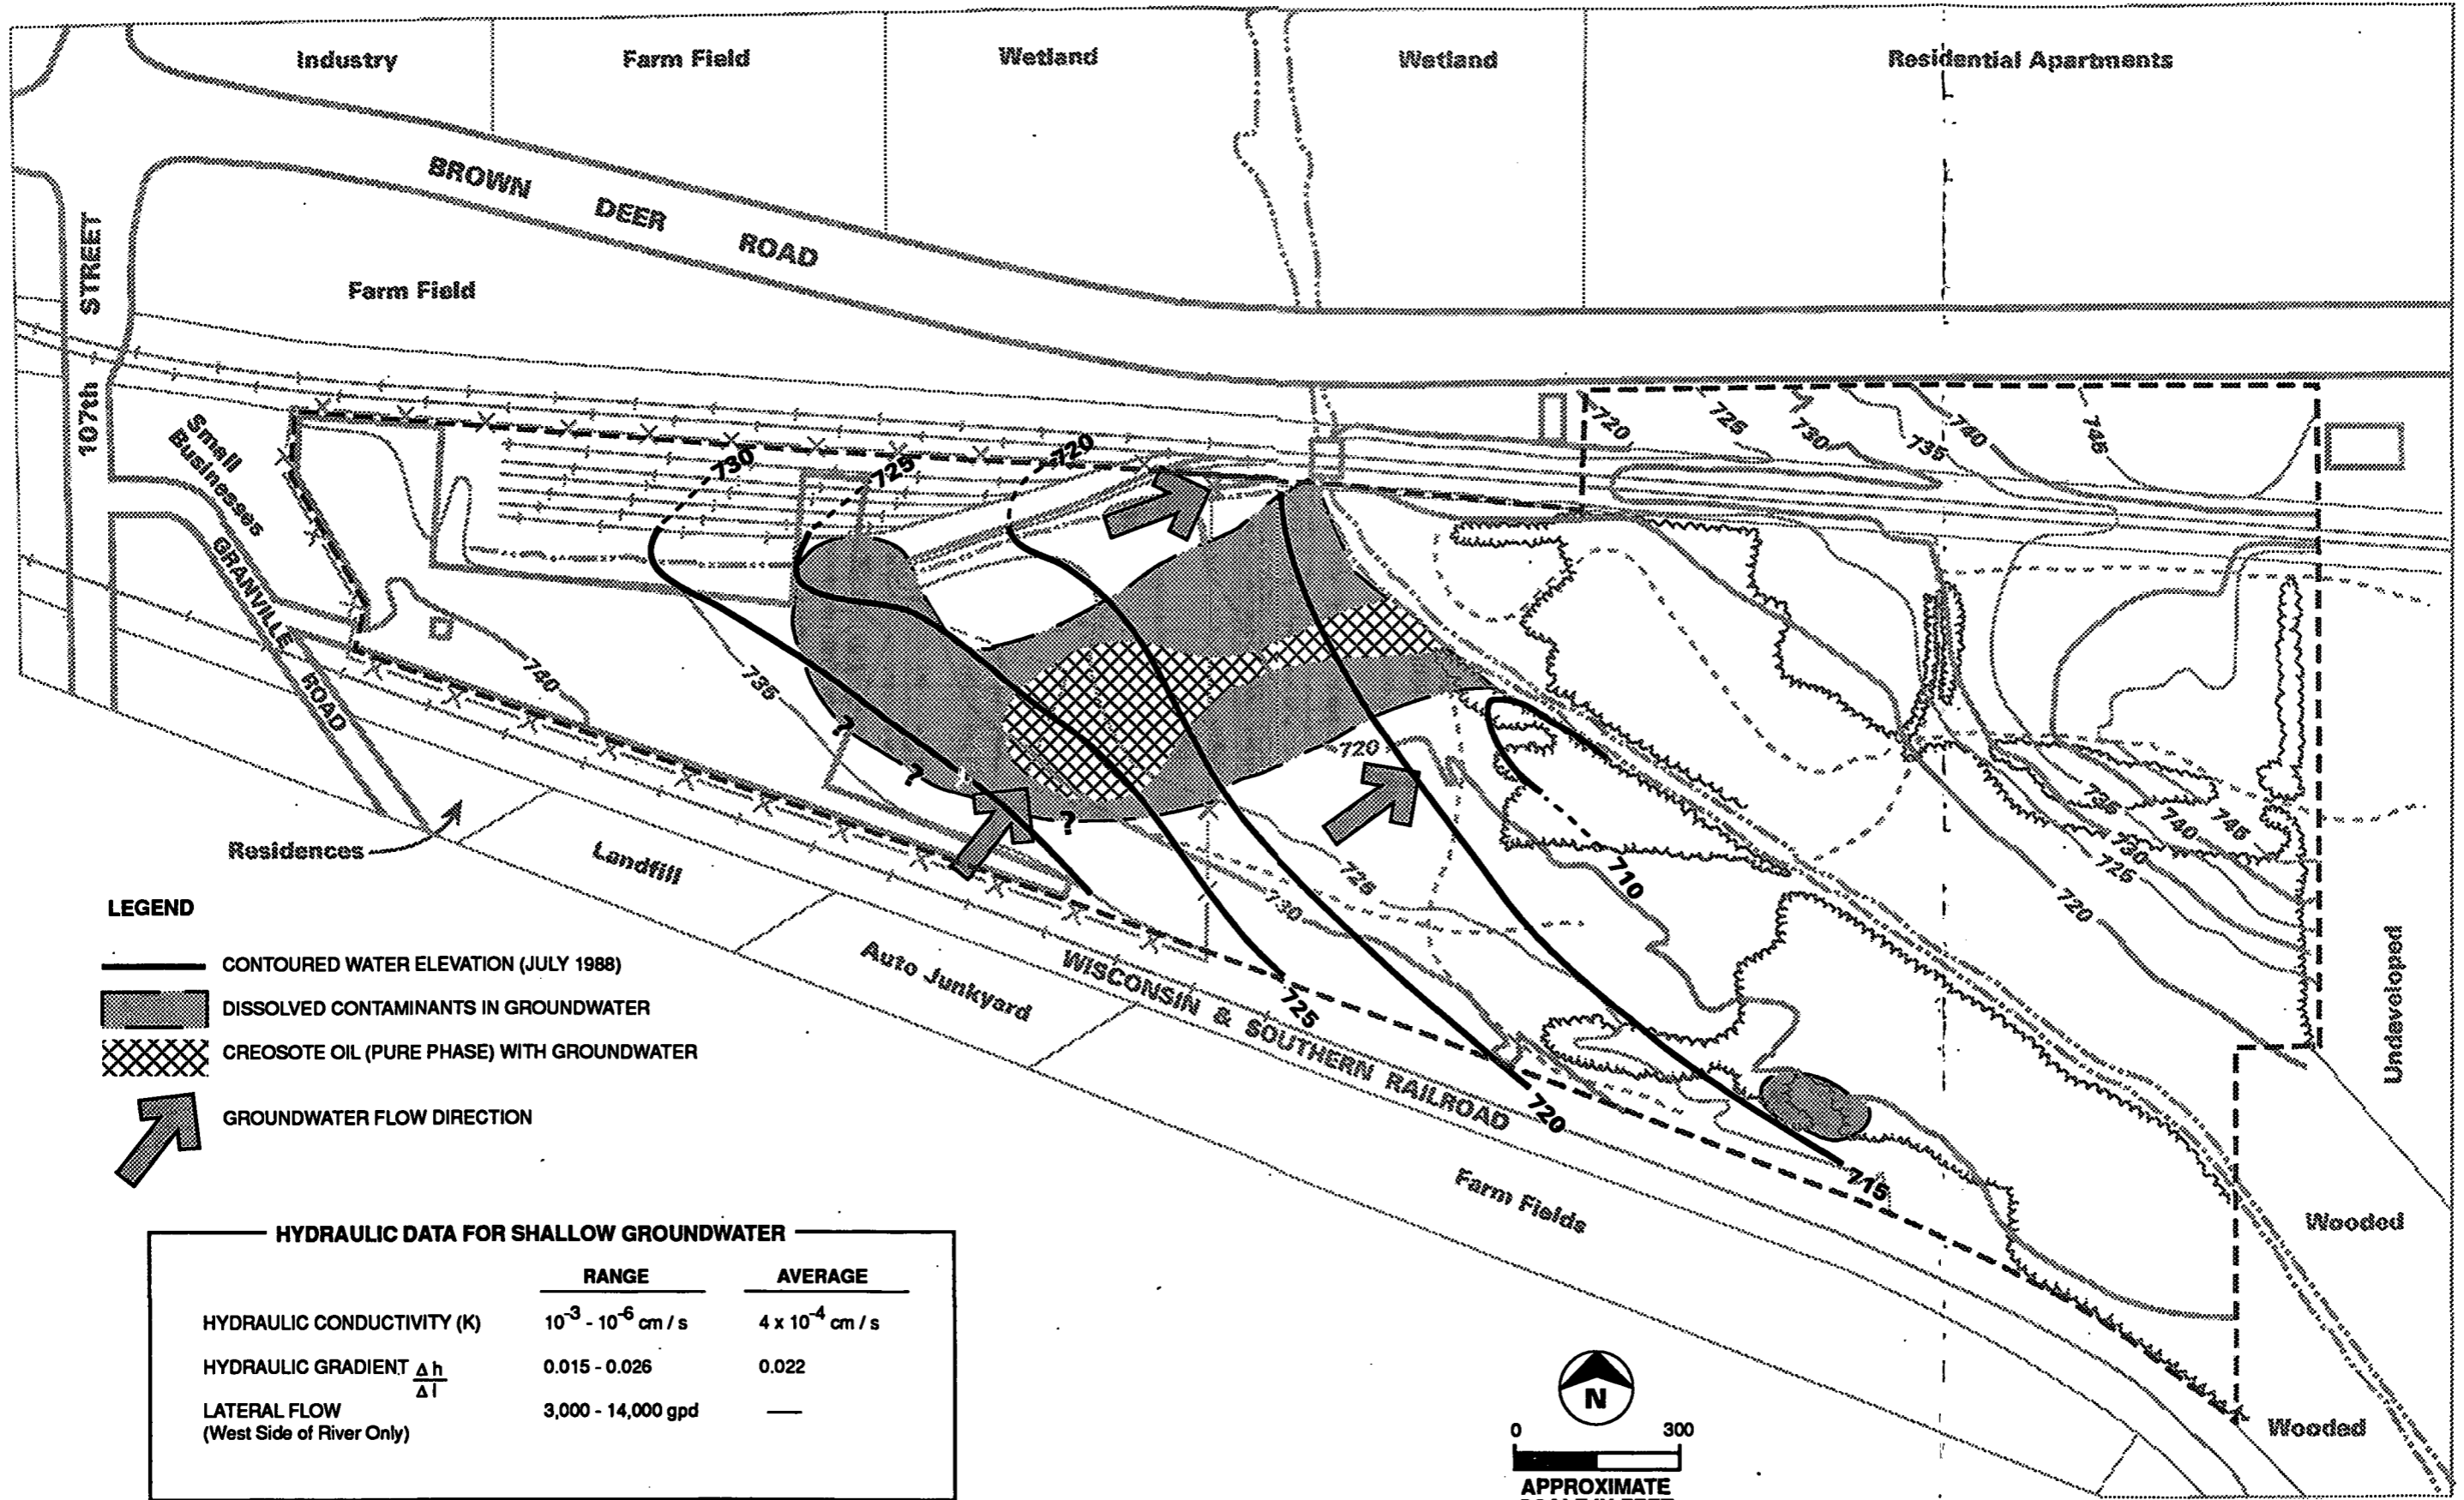 Industry
Farm Field
Wetland
Wetland
Residential Apartments
BROWN DEER ROAD
107th STREET
Farm Field
Small
Businesses
GRANVILLE ROAD
730
725
720
720
725
730
735
740
745
780
735
?
?
?
720
725
730
710
735
740
745
730
725
720
Residences
Landfill
Auto Junkyard
WISCONSIN & SOUTHERN RAILROAD
725
720
715
Farm Fields
Undeveloped
Wooded
Wooded
LEGEND
CONTOURED WATER ELEVATION (JULY 1988)
DISSOLVED CONTAMINANTS IN GROUNDWATER
CREOSOTE OIL (PURE PHASE) WITH GROUNDWATER
GROUNDWATER FLOW DIRECTION
HYDRAULIC DATA FOR SHALLOW GROUNDWATER
RANGE AVERAGE
HYDRAULIC CONDUCTIVITY (K) 10⁻³ - 10⁻⁶ cm / s 4 x 10⁻⁴ cm / s
HYDRAULIC GRADIENT Δ h / Δ l 0.015 - 0.026 0.022
LATERAL FLOW 3,000 - 14,000 gpd —
(West Side of River Only)
N
0 300
APPROXIMATE